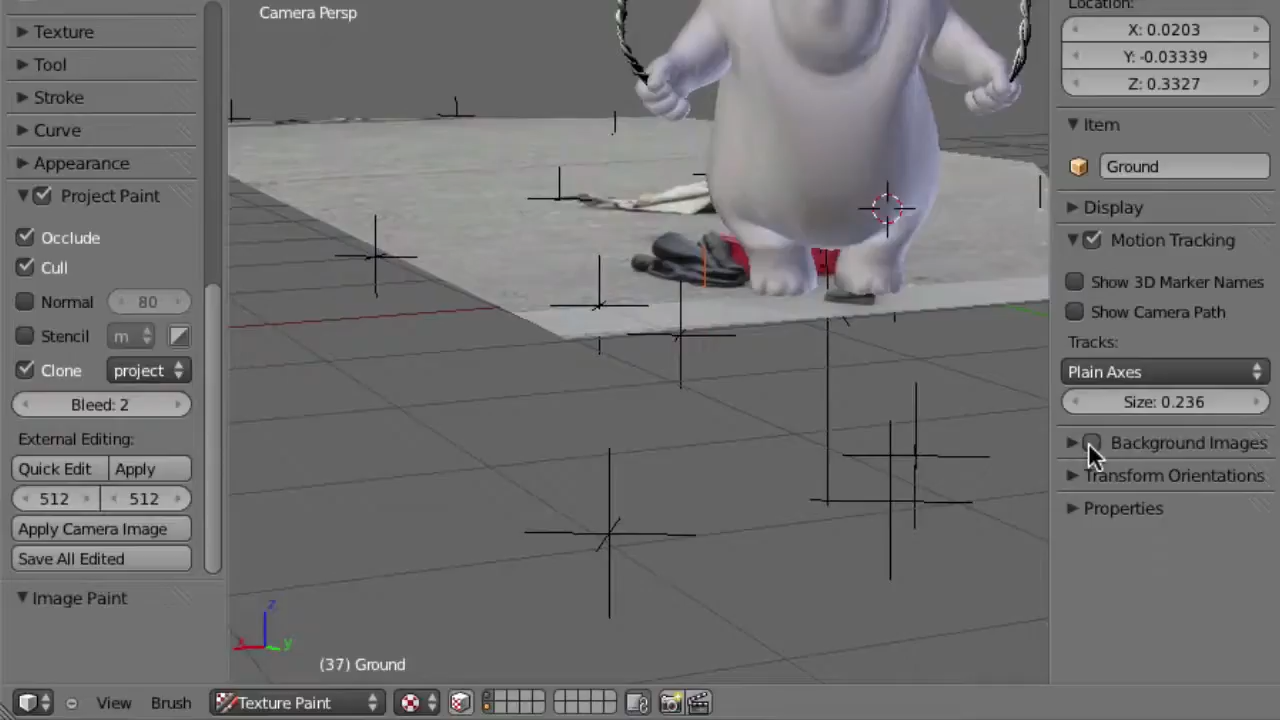 Texture
Tool
Stroke
Curve
Appearance
Project Paint
Occlude
Cull
Normal 80
Stencil m
Clone project
Bleed: 2
External Editing:
Quick Edit Apply
512 512
Apply Camera Image
Save All Edited
Image Paint
Camera Persp
z
x y
(37) Ground
Location:
X: 0.0203
Y: -0.03339
Z: 0.3327
Item
Ground
Display
Motion Tracking
Show 3D Marker Names
Show Camera Path
Tracks:
Plain Axes
Size: 0.236
Background Images
Transform Orientations
Properties
View Brush Texture Paint